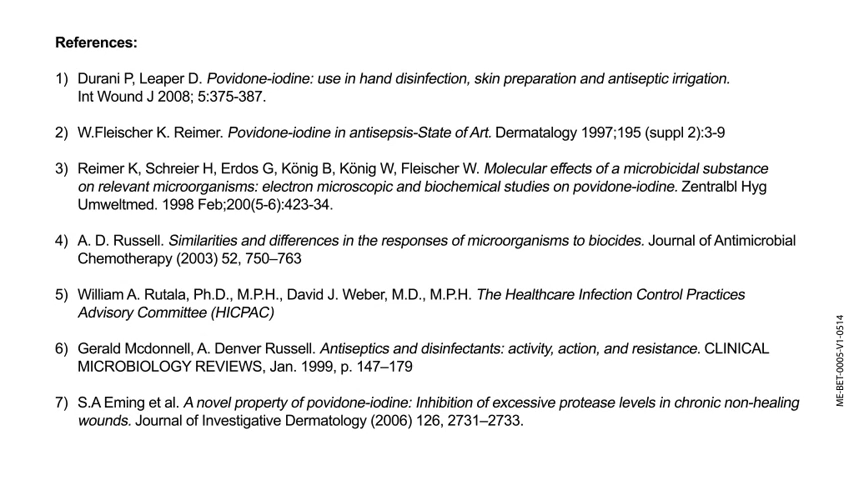 References:
1) Durani P, Leaper D. Povidone-iodine: use in hand disinfection, skin preparation and antiseptic irrigation.
Int Wound J 2008; 5:375-387.
2) W.Fleischer K. Reimer. Povidone-iodine in antisepsis-State of Art. Dermatalogy 1997;195 (suppl 2):3-9
3) Reimer K, Schreier H, Erdos G, König B, König W, Fleischer W. Molecular effects of a microbicidal substance
on relevant microorganisms: electron microscopic and biochemical studies on povidone-iodine. Zentralbl Hyg
Umweltmed. 1998 Feb;200(5-6):423-34.
4) A. D. Russell. Similarities and differences in the responses of microorganisms to biocides. Journal of Antimicrobial
Chemotherapy (2003) 52, 750–763
5) William A. Rutala, Ph.D., M.P.H., David J. Weber, M.D., M.P.H. The Healthcare Infection Control Practices
Advisory Committee (HICPAC)
6) Gerald Mcdonnell, A. Denver Russell. Antiseptics and disinfectants: activity, action, and resistance. CLINICAL
MICROBIOLOGY REVIEWS, Jan. 1999, p. 147–179
7) S.A Eming et al. A novel property of povidone-iodine: Inhibition of excessive protease levels in chronic non-healing
wounds. Journal of Investigative Dermatology (2006) 126, 2731–2733.
ME-BET-0005-V1-0514